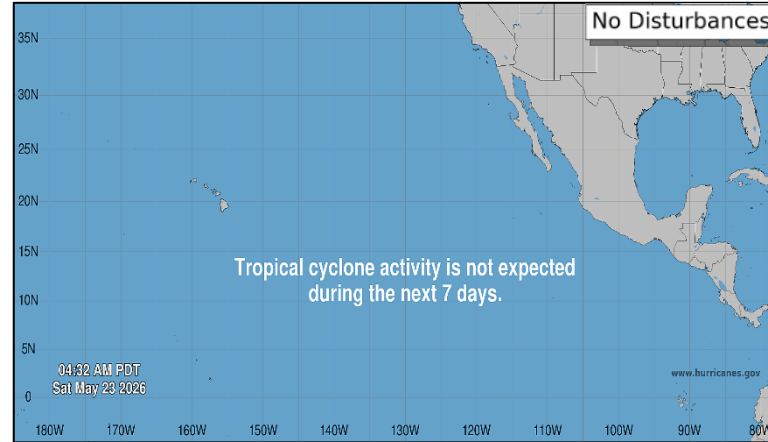 No Disturbances
35N
30N
25N
20N
15N
Tropical cyclone activity is not expected
during the next 7 days.
10N
5N
04:32 AM PDT
Sat May 23 2026
www.hurricanes.gov
0
180W 170W 160W 150W 140W 130W 120W 110W 100W 90W 80W